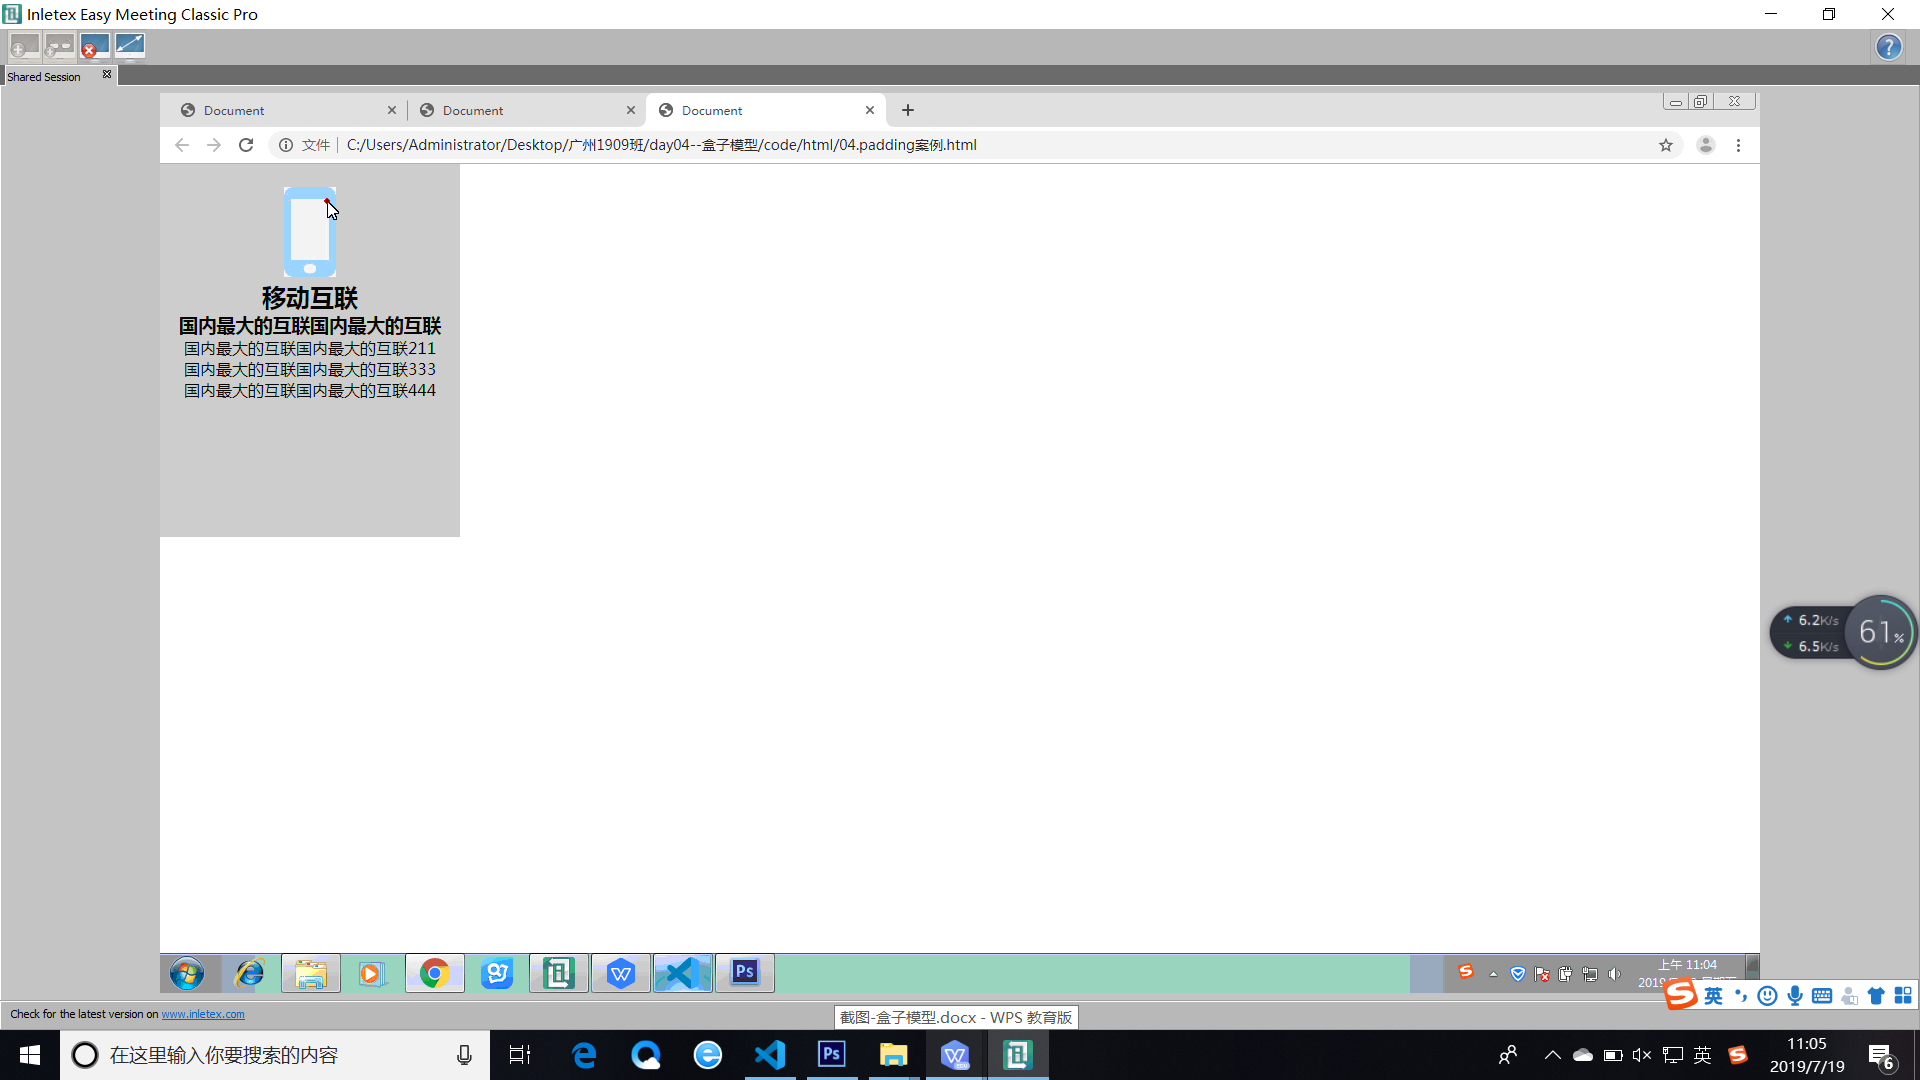 Inletex Easy Meeting Classic Pro
Shared Session
Document
Document
Document
文件
C:/Users/Administrator/Desktop/广州1909班/day04--盒子模型/code/html/04.padding案例.html
移动互联
国内最大的互联国内最大的互联
国内最大的互联国内最大的互联211
国内最大的互联国内最大的互联333
国内最大的互联国内最大的互联444
6.2K/s
6.5K/s
61%
Ps
上午 11:04
英
Check for the latest version on www.inletex.com
截图-盒子模型.docx - WPS 教育版
在这里输入你要搜索的内容
Ps
英
11:05
2019/7/19
6